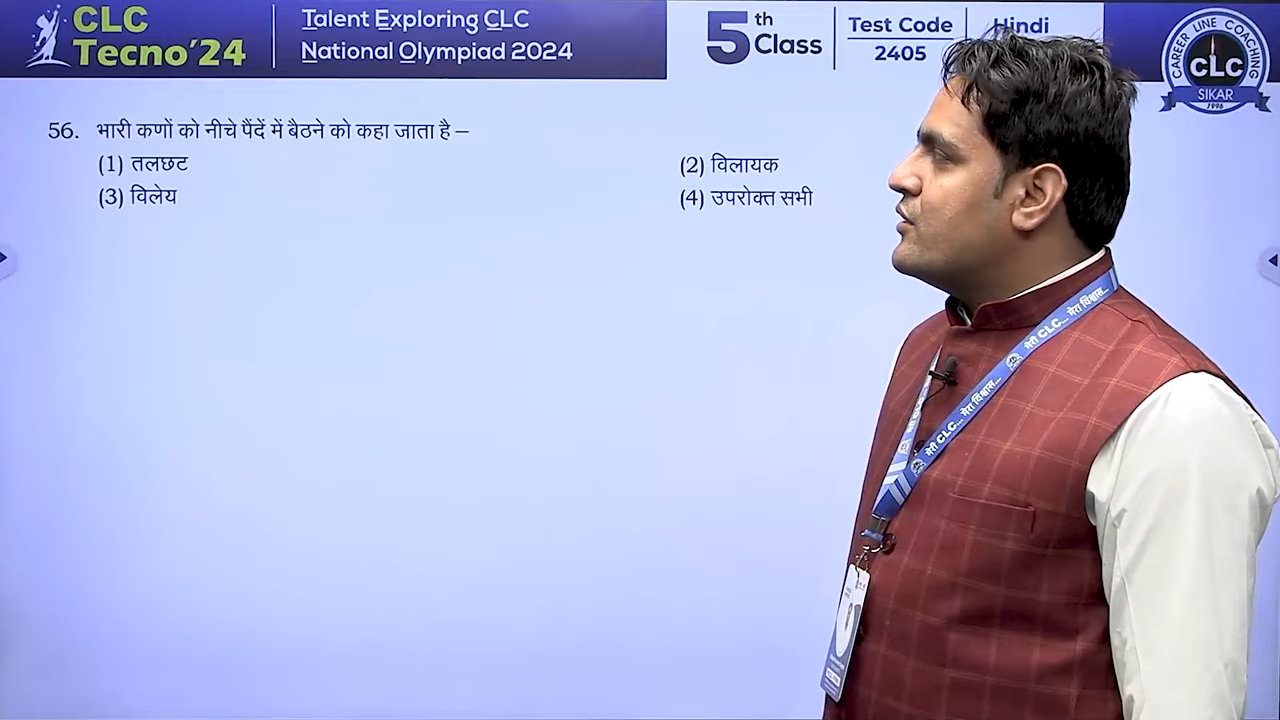 CLC
Tecno'24
Talent Exploring CLC
National Olympiad 2024
5th Class
Test Code
2405
Hindi
CAREER LINE COACHING
CLC
SIKAR
1996
56. भारी कणों को नीचे पैंदें में बैठने को कहा जाता है –
(1) तलछट (2) विलायक
(3) विलेय (4) उपरोक्त सभी
मेरी CLC... मेरा विश्वास...
मेरी CLC... मेरा विश्वास...